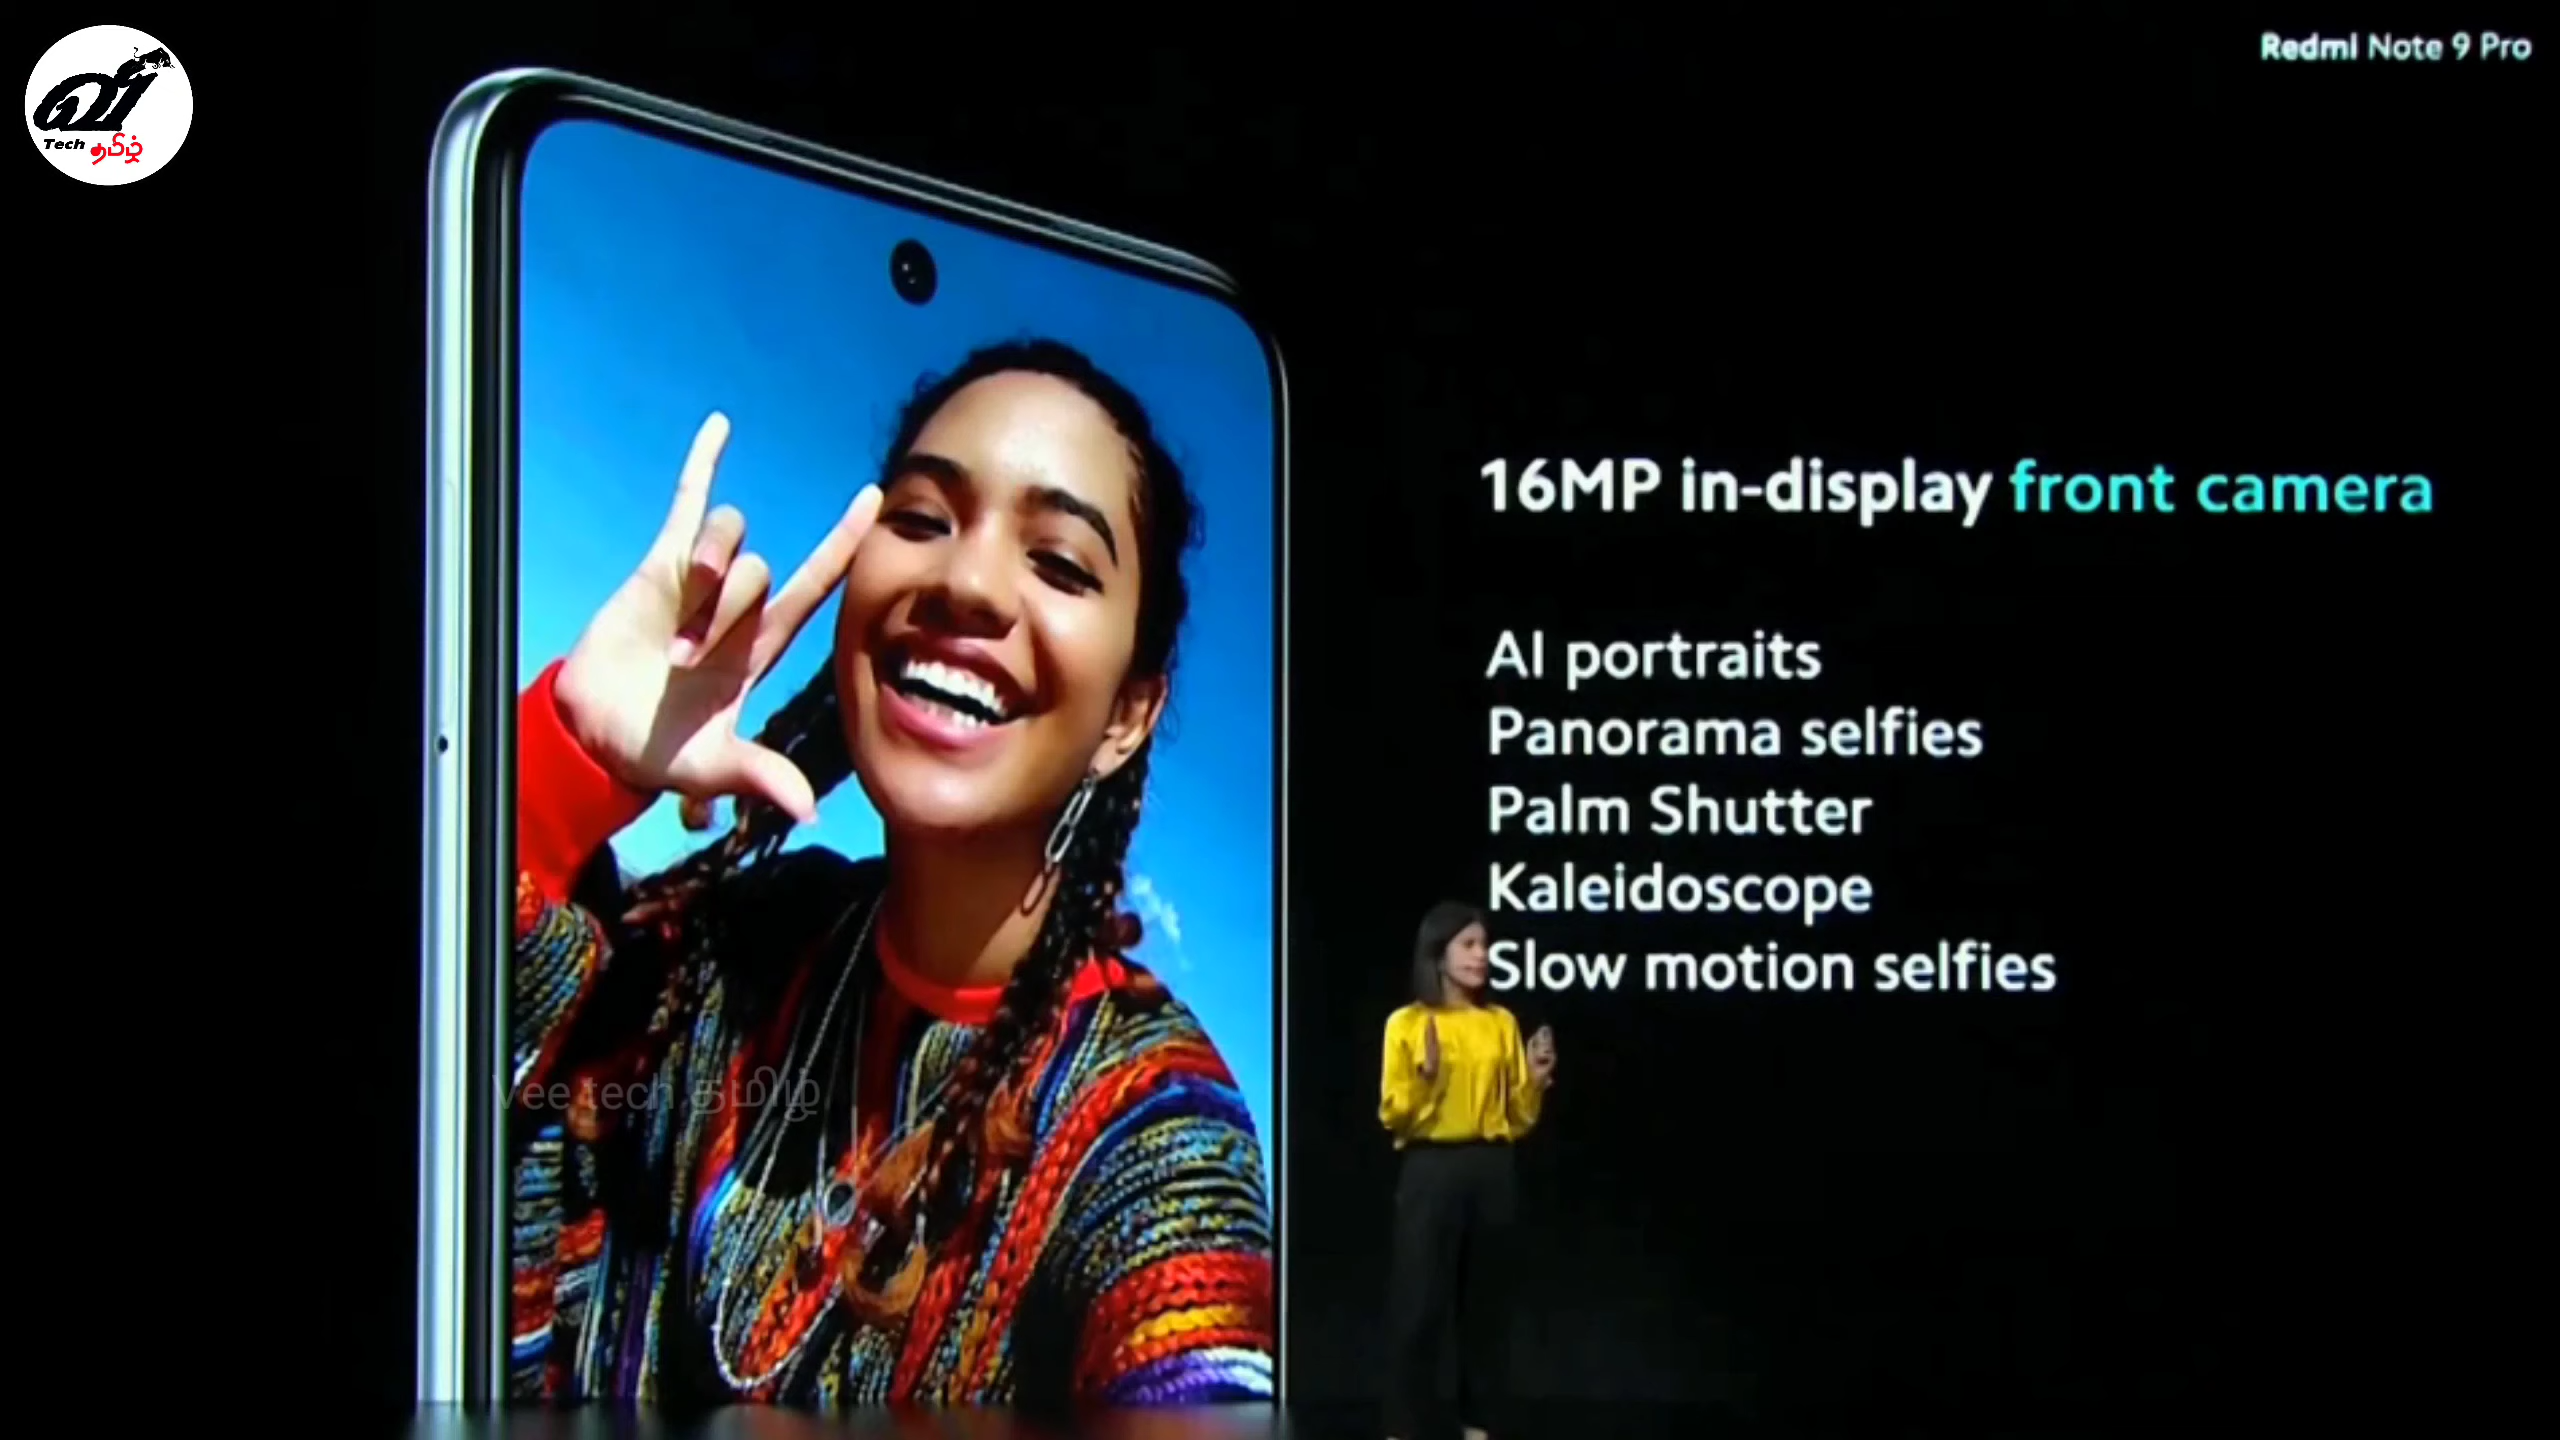 வீ
Tech தமிழ்
Redmi Note 9 Pro
16MP in-display front camera
AI portraits
Panorama selfies
Palm Shutter
Kaleidoscope
Slow motion selfies
Vee tech தமிழ்